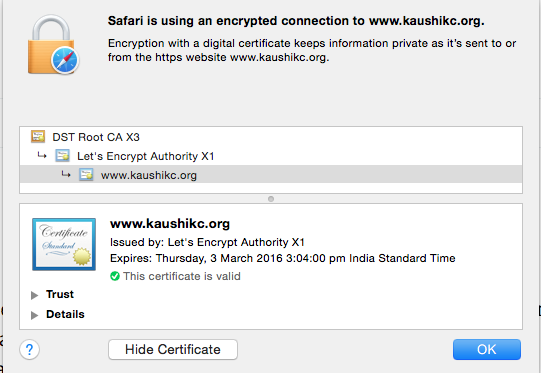 Safari is using an encrypted connection to www.kaushikc.org.
Encryption with a digital certificate keeps information private as it's sent to or
from the https website www.kaushikc.org.
DST Root CA X3
Let's Encrypt Authority X1
www.kaushikc.org
Certificate
Standard
www.kaushikc.org
Issued by: Let's Encrypt Authority X1
Expires: Thursday, 3 March 2016 3:04:00 pm India Standard Time
This certificate is valid
Trust
Details
?
Hide Certificate
OK